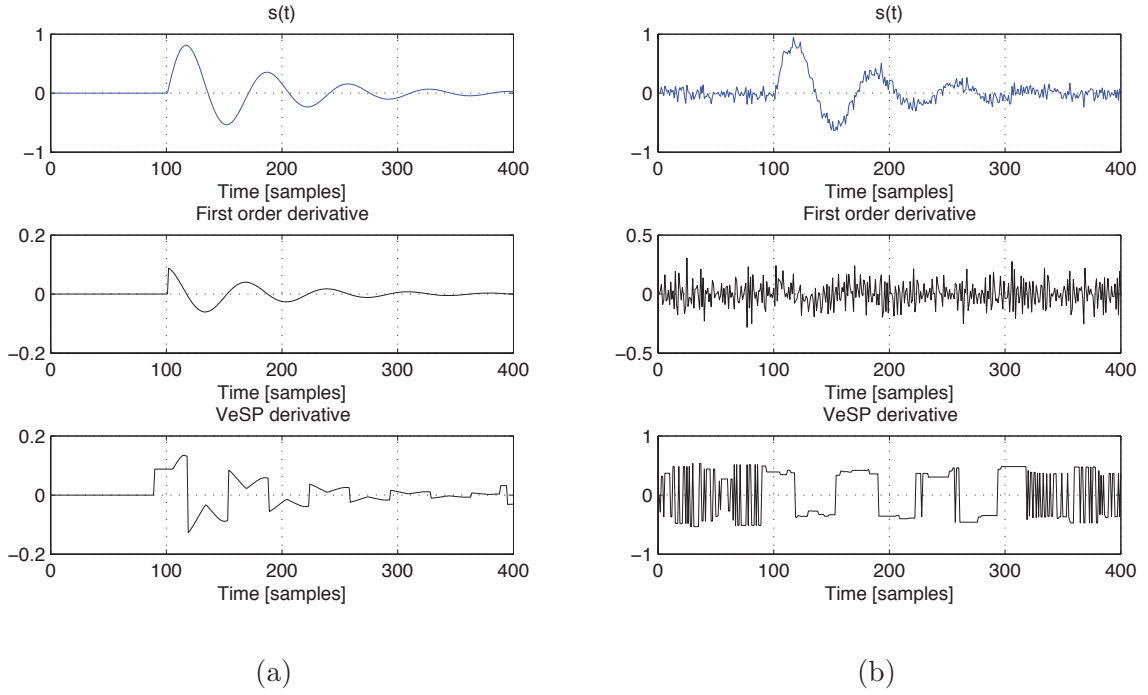 s(t)
1
0
−1
0 100 200 300 400
Time [samples]
First order derivative
0.2
0
−0.2
0 100 200 300 400
Time [samples]
VeSP derivative
0.2
0
−0.2
0 100 200 300 400
Time [samples]
(a)
s(t)
1
0
−1
0 100 200 300 400
Time [samples]
First order derivative
0.5
0
−0.5
0 100 200 300 400
Time [samples]
VeSP derivative
1
0
−1
0 100 200 300 400
Time [samples]
(b)